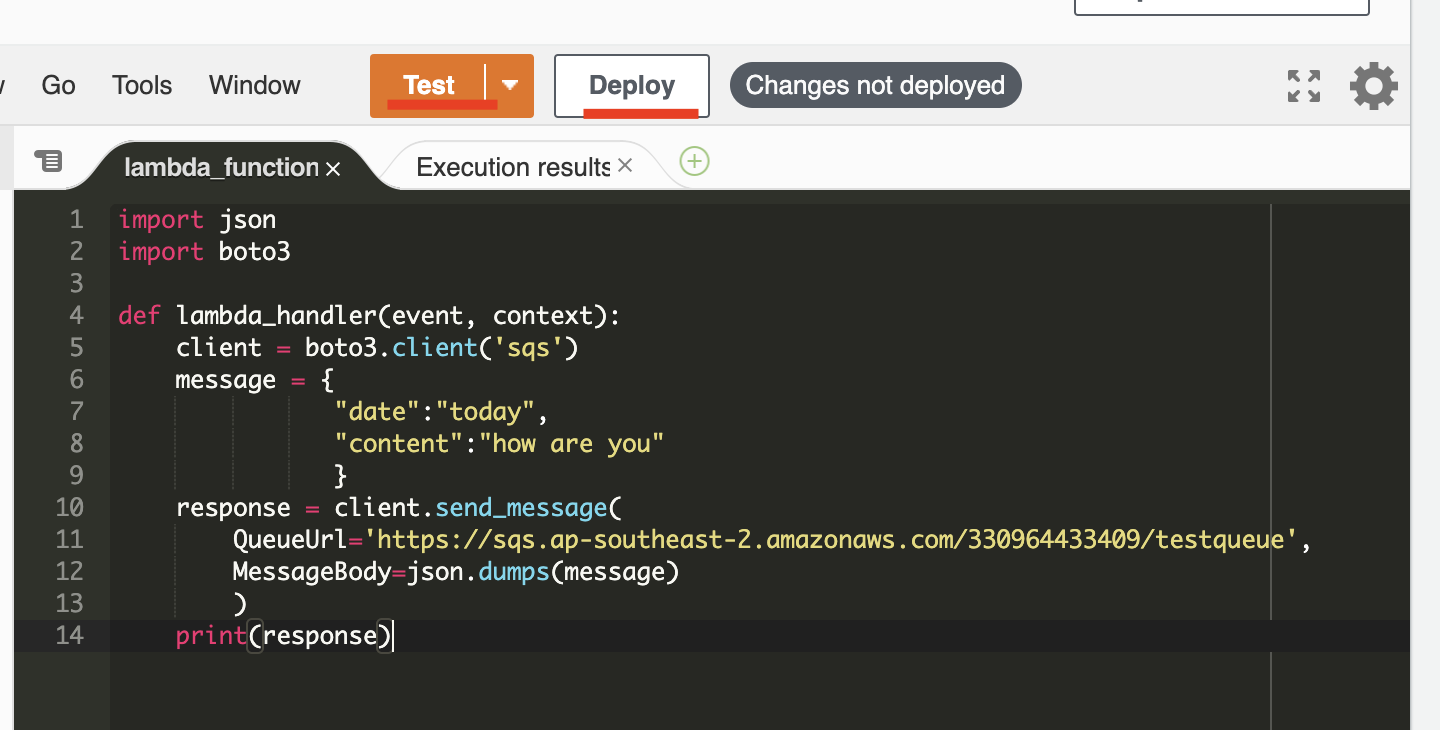 Go Tools Window Test Deploy Changes not deployed
lambda_function × Execution results ×
1 import json
2 import boto3
3
4 def lambda_handler(event, context):
5     client = boto3.client('sqs')
6     message = {
7                "date":"today",
8                "content":"how are you"
9                }
10     response = client.send_message(
11         QueueUrl='https://sqs.ap-southeast-2.amazonaws.com/330964433409/testqueue',
12         MessageBody=json.dumps(message)
13         )
14     print(response)